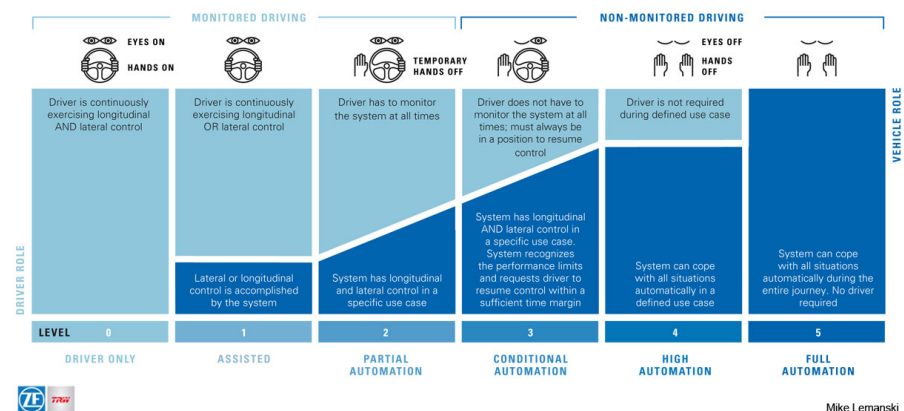 MONITORED DRIVING
NON-MONITORED DRIVING
EYES ON
HANDS ON
TEMPORARY
HANDS OFF
EYES OFF
HANDS
OFF
Driver is continuously
exercising longitudinal
AND lateral control
Driver is continuously
exercising longitudinal
OR lateral control
Driver has to monitor
the system at all times
Driver does not have to
monitor the system at all
times; must always be
in a position to resume
control
Driver is not required
during defined use case
VEHICLE ROLE
DRIVER ROLE
Lateral or longitudinal
control is accomplished
by the system
System has longitudinal
and lateral control in a
specific use case
System has longitudinal
AND lateral control in
a specific use case.
System recognizes
the performance limits
and requests driver to
resume control within a
sufficient time margin
System can cope
with all situations
automatically in a
defined use case
System can cope
with all situations
automatically during the
entire journey. No driver
required
LEVEL 0 1 2 3 4 5
DRIVER ONLY
ASSISTED
PARTIAL
AUTOMATION
CONDITIONAL
AUTOMATION
HIGH
AUTOMATION
FULL
AUTOMATION
ZF TRW
Mike Lemanski